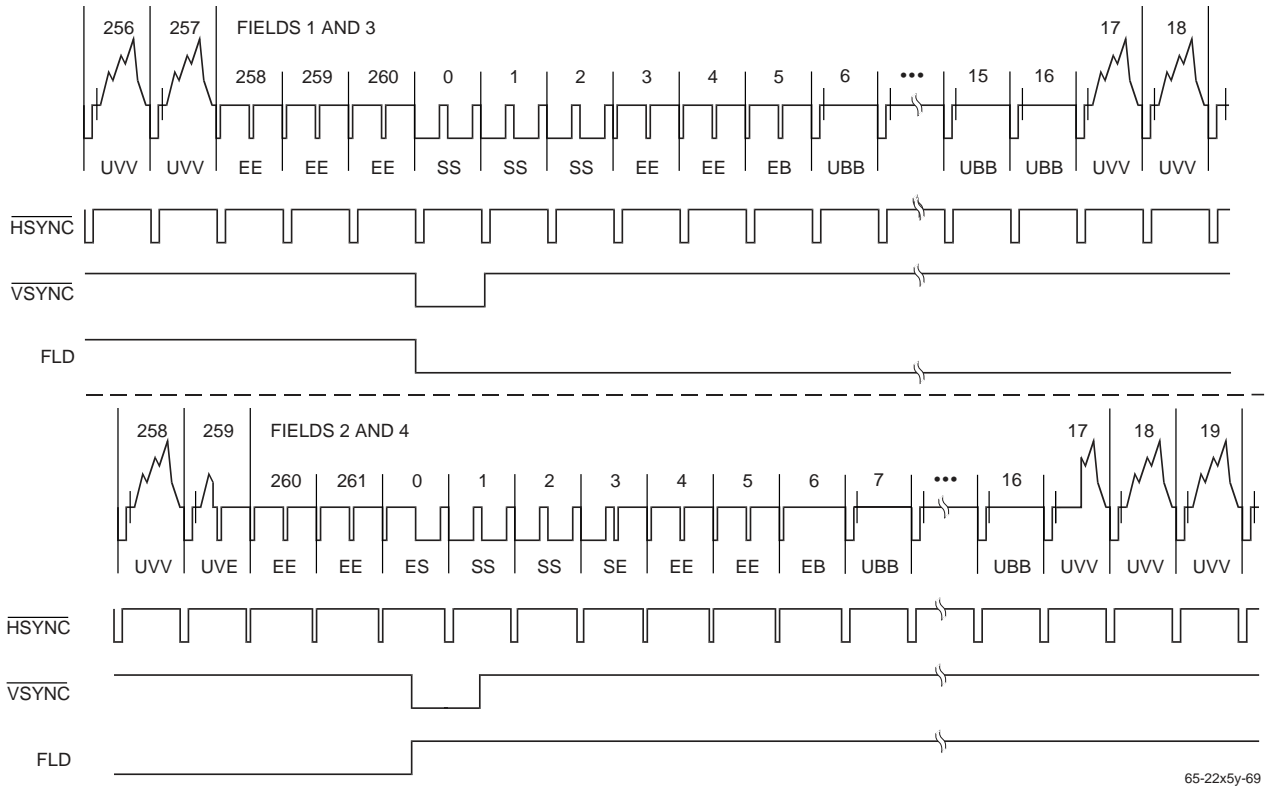 256 257 FIELDS 1 AND 3 17 18
258 259 260 0 1 2 3 4 5 6 ••• 15 16
UVV UVV EE EE EE SS SS SS EE EE EB UBB UBB UBB UVV UVV
HSYNC
VSYNC
FLD
258 259 FIELDS 2 AND 4 17 18 19
260 261 0 1 2 3 4 5 6 7 ••• 16
UVV UVE EE EE ES SS SS SE EE EE EB UBB UBB UVV UVV UVV
HSYNC
VSYNC
FLD
65-22x5y-69